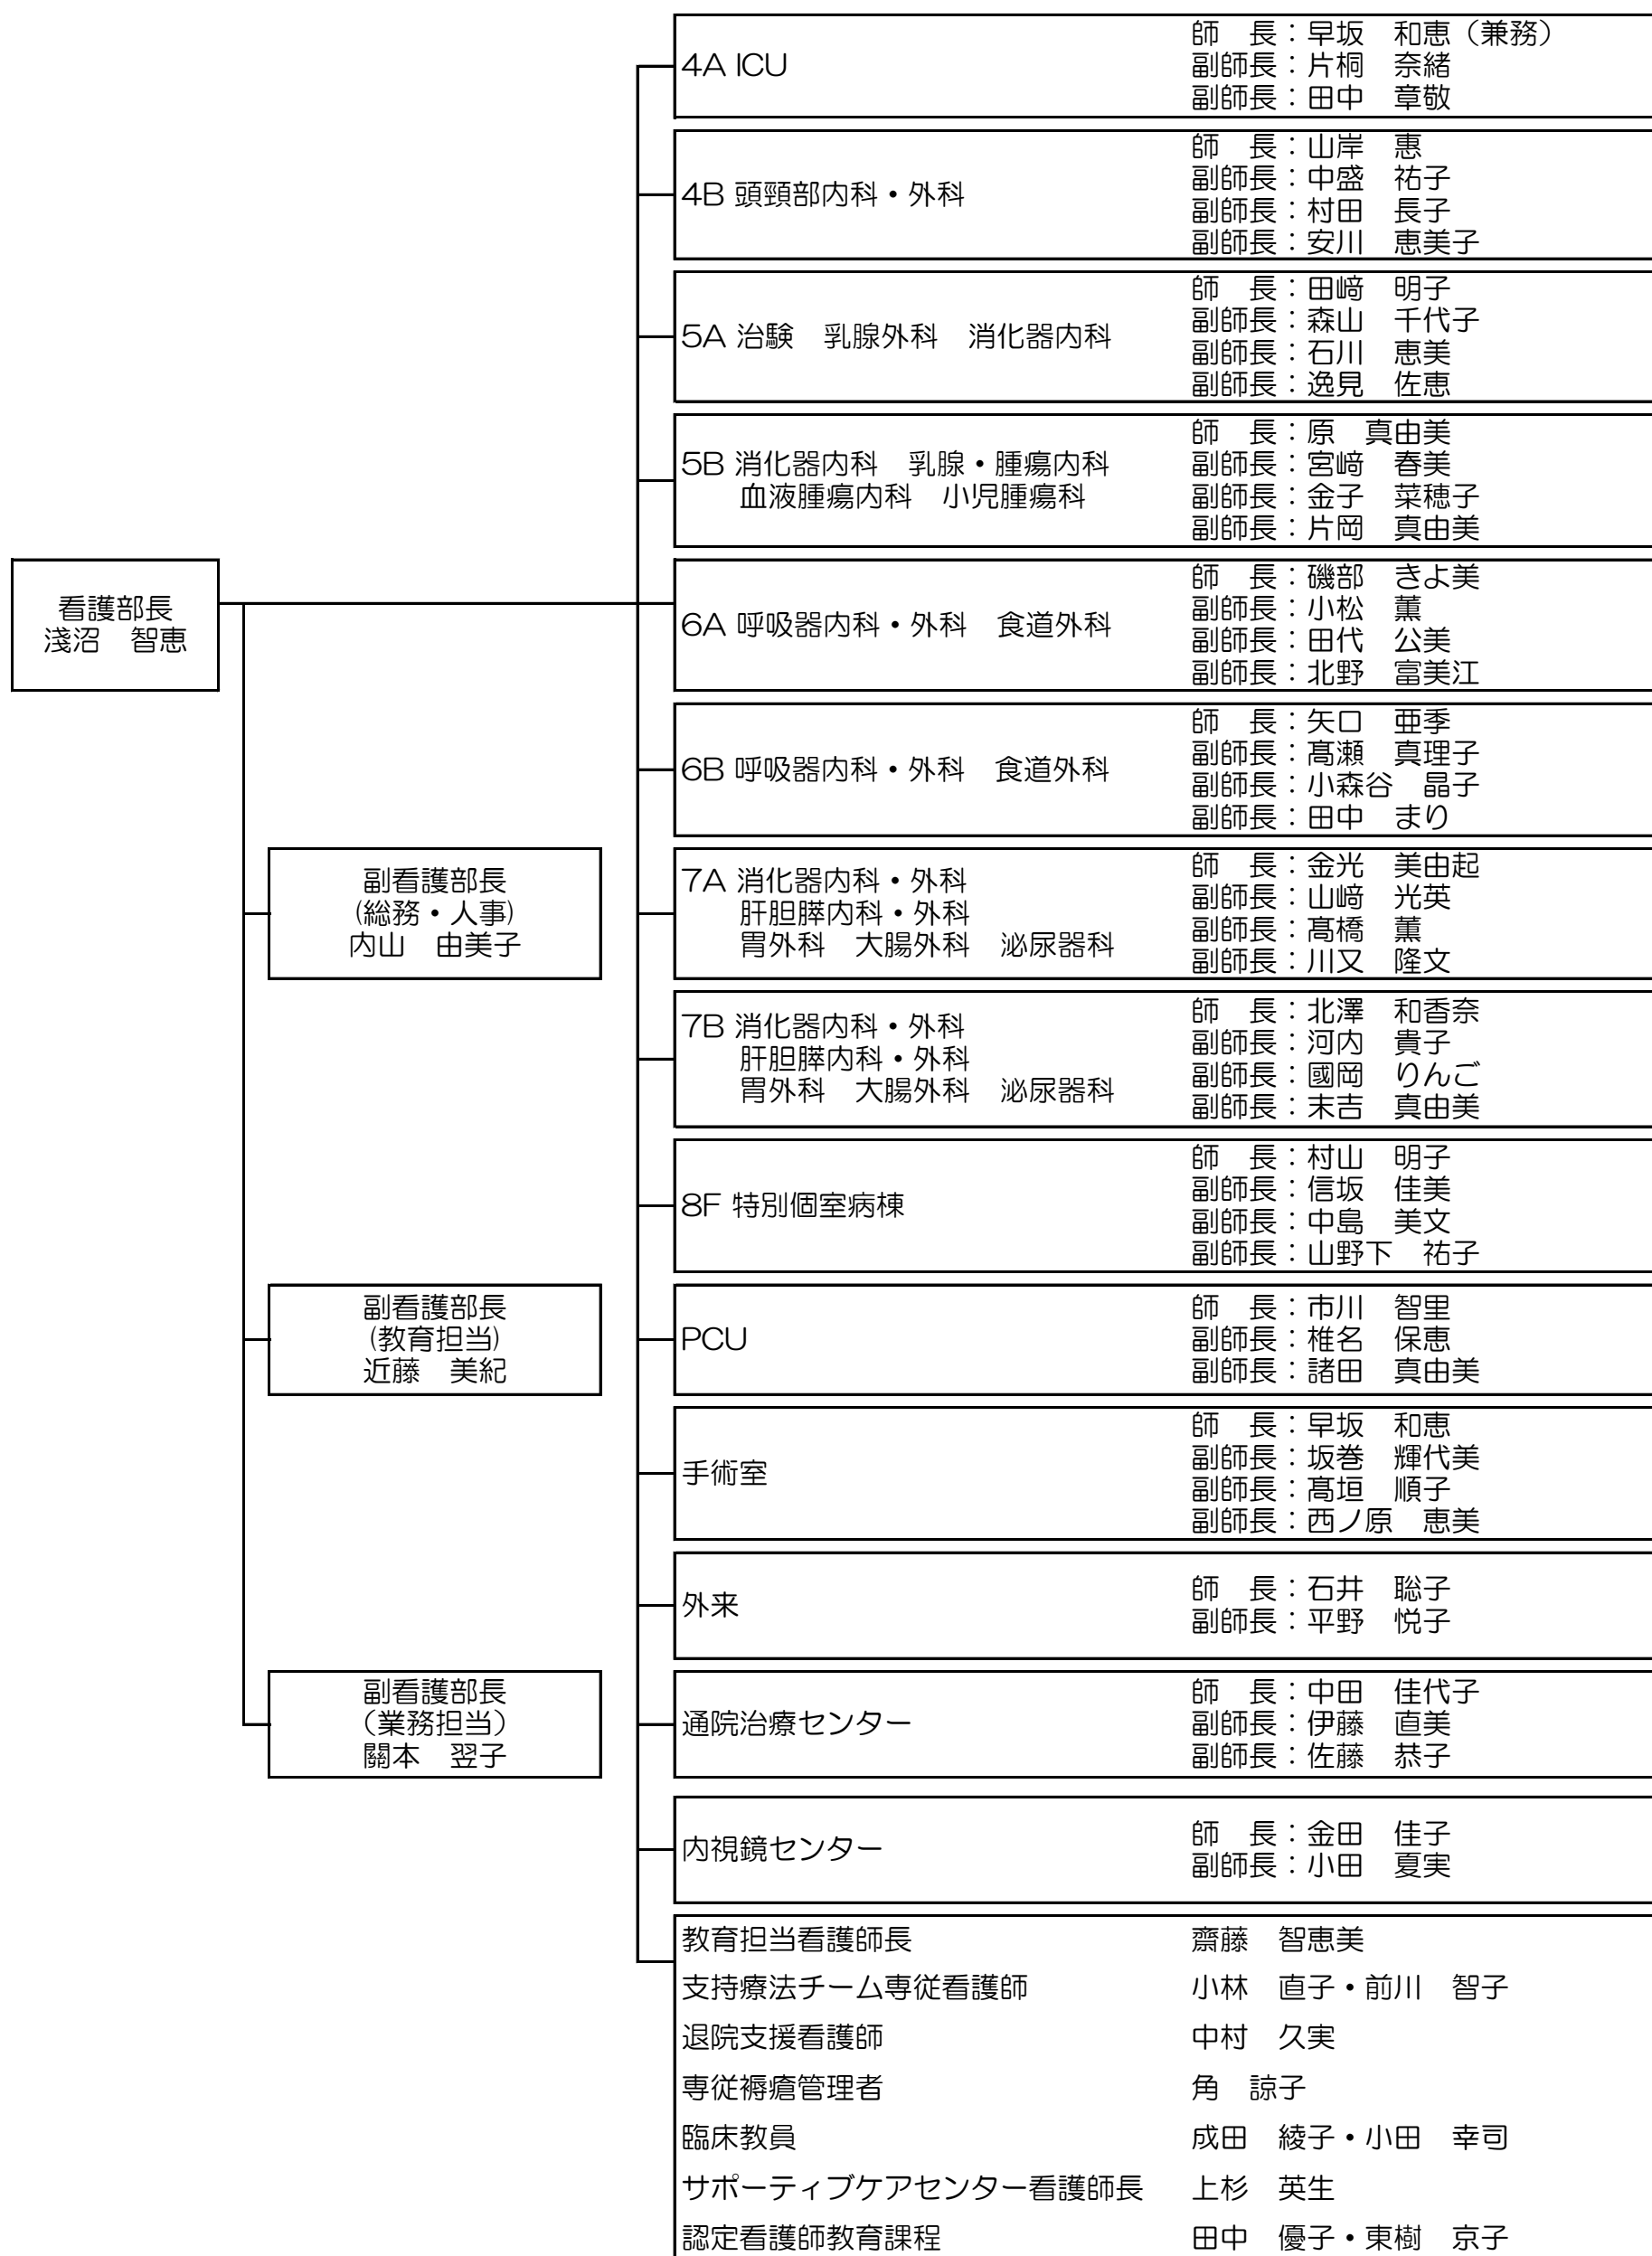 看護部長
淺沼　智恵
副看護部長
(総務・人事)
内山　由美子
副看護部長
(教育担当)
近藤　美紀
副看護部長
（業務担当）
關本　翌子
4A ICU
師　長：早坂　和恵（兼務）
副師長：片桐　奈緒
副師長：田中　章敬
4B 頭頸部内科・外科
師　長：山岸　惠
副師長：中盛　祐子
副師長：村田　長子
副師長：安川　恵美子
5A 治験　乳腺外科　消化器内科
師　長：田﨑　明子
副師長：森山　千代子
副師長：石川　恵美
副師長：逸見　佐恵
5B 消化器内科　乳腺・腫瘍内科
血液腫瘍内科　小児腫瘍科
師　長：原　真由美
副師長：宮﨑　春美
副師長：金子　菜穂子
副師長：片岡　真由美
6A 呼吸器内科・外科　食道外科
師　長：磯部　きよ美
副師長：小松　薫
副師長：田代　公美
副師長：北野　富美江
6B 呼吸器内科・外科　食道外科
師　長：矢口　亜季
副師長：髙瀬　真理子
副師長：小森谷　晶子
副師長：田中　まり
7A 消化器内科・外科
肝胆膵内科・外科
胃外科　大腸外科　泌尿器科
師　長：金光　美由起
副師長：山﨑　光英
副師長：髙橋　薫
副師長：川又　隆文
7B 消化器内科・外科
肝胆膵内科・外科
胃外科　大腸外科　泌尿器科
師　長：北澤　和香奈
副師長：河内　貴子
副師長：國岡　りんご
副師長：末吉　真由美
8F 特別個室病棟
師　長：村山　明子
副師長：信坂　佳美
副師長：中島　美文
副師長：山野下　祐子
PCU
師　長：市川　智里
副師長：椎名　保恵
副師長：諸田　真由美
手術室
師　長：早坂　和恵
副師長：坂巻　輝代美
副師長：髙垣　順子
副師長：西ノ原　恵美
外来
師　長：石井　聡子
副師長：平野　悦子
通院治療センター
師　長：中田　佳代子
副師長：伊藤　直美
副師長：佐藤　恭子
内視鏡センター
師　長：金田　佳子
副師長：小田　夏実
教育担当看護師長　齋藤　智恵美
支持療法チーム専従看護師　小林　直子・前川　智子
退院支援看護師　中村　久実
専従褥瘡管理者　角　諒子
臨床教員　成田　綾子・小田　幸司
サポーティブケアセンター看護師長　上杉　英生
認定看護師教育課程　田中　優子・東樹　京子